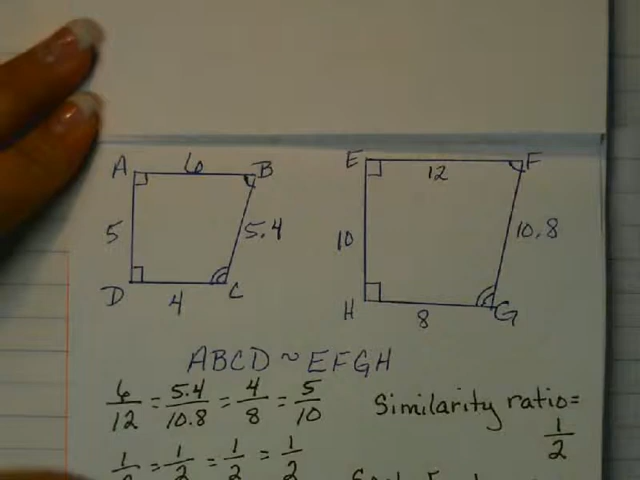 A 6 B
5 5.4
D 4 C
E 12 F
10 10.8
H 8 G
ABCD ~ EFGH
6/12 = 5.4/10.8 = 4/8 = 5/10
Similarity ratio =
1/2
1/2 = 1/2 = 1/2 = 1/2